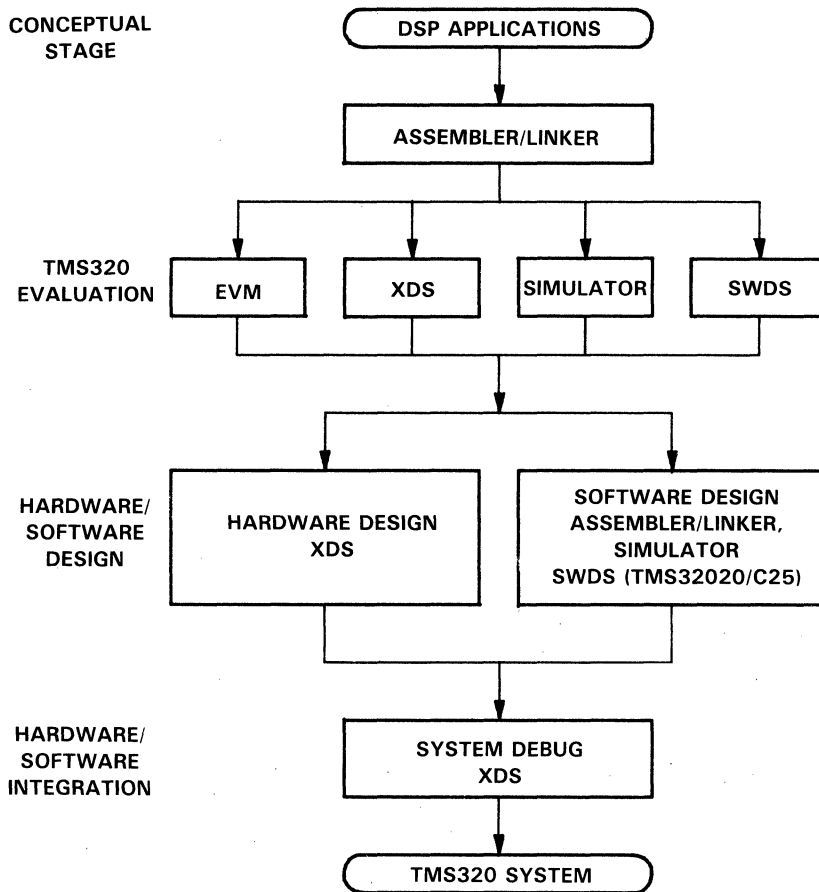 CONCEPTUAL
STAGE
DSP APPLICATIONS
ASSEMBLER/LINKER
TMS320
EVALUATION
EVM
XDS
SIMULATOR
SWDS
HARDWARE/
SOFTWARE
DESIGN
HARDWARE DESIGN
XDS
SOFTWARE DESIGN
ASSEMBLER/LINKER,
SIMULATOR
SWDS (TMS32020/C25)
HARDWARE/
SOFTWARE
INTEGRATION
SYSTEM DEBUG
XDS
TMS320 SYSTEM